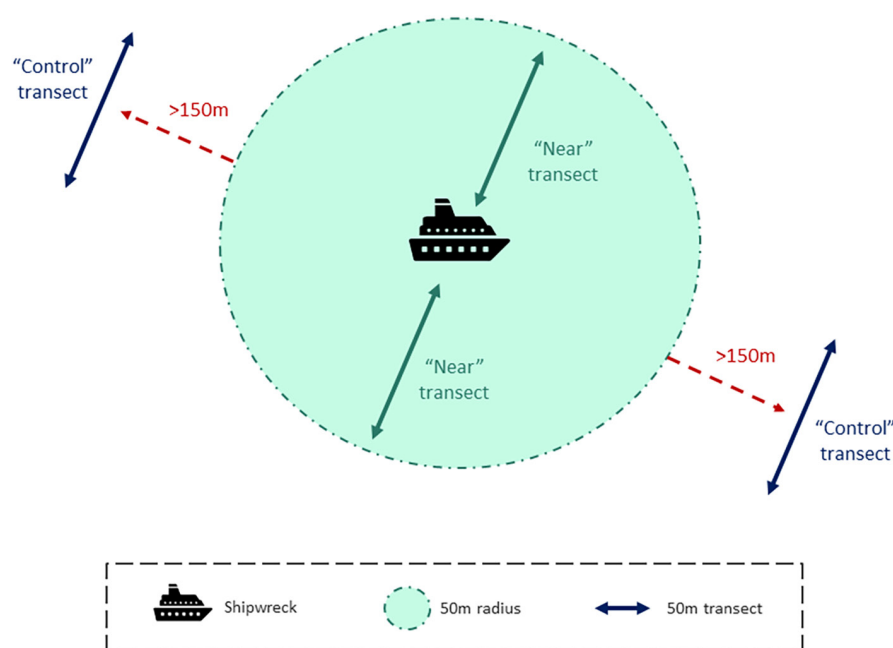 “Control”
transect
>150m
“Near”
transect
“Near”
transect
>150m
“Control”
transect
Shipwreck
50m radius
50m transect